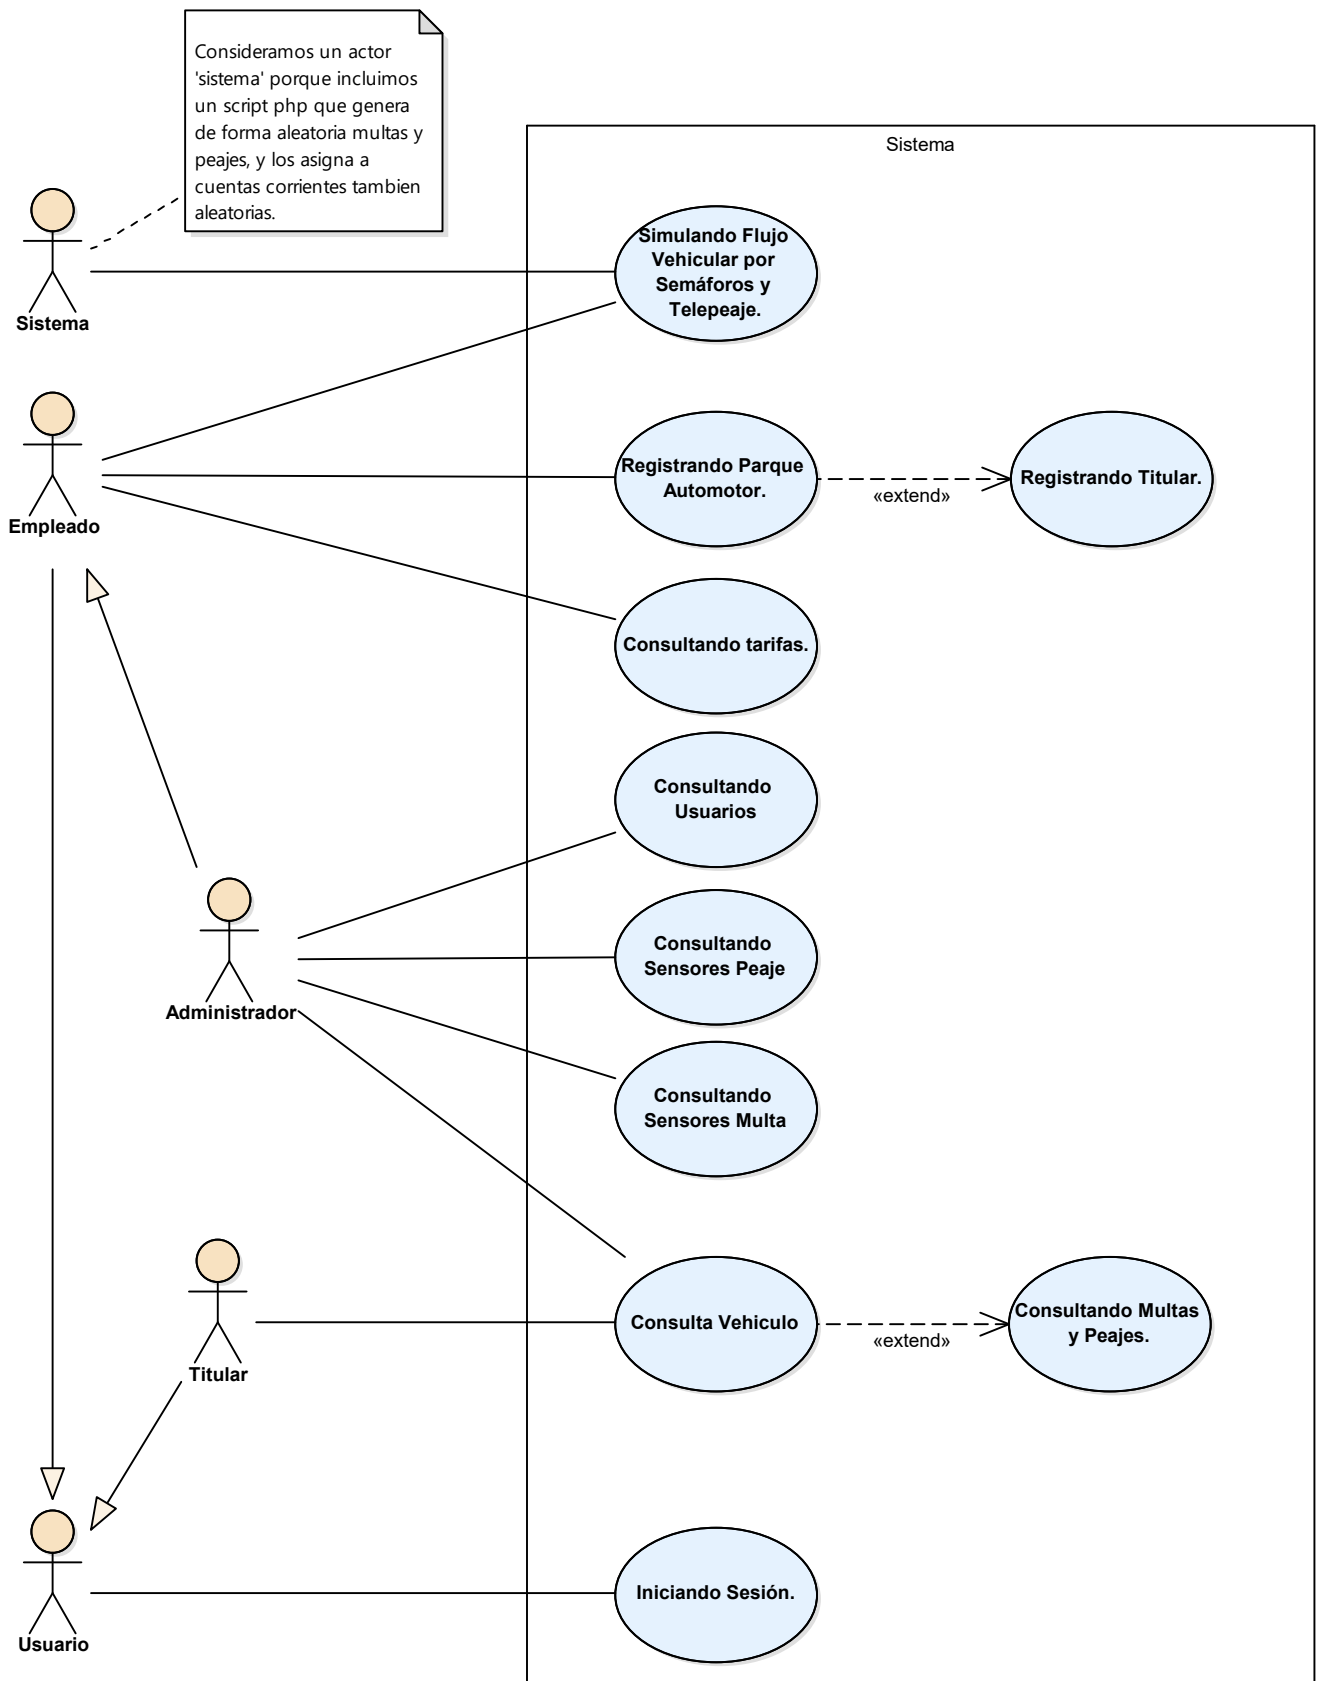 Consideramos un actor
'sistema' porque incluimos
un script php que genera
de forma aleatoria multas y
peajes, y los asigna a
cuentas corrientes tambien
aleatorias.
Sistema
Sistema
Simulando Flujo
Vehicular por
Semáforos y
Telepeaje.
Empleado
Registrando Parque
Automotor.
«extend»
Registrando Titular.
Consultando tarifas.
Consultando
Usuarios
Administrador
Consultando
Sensores Peaje
Consultando
Sensores Multa
Titular
Consulta Vehiculo
«extend»
Consultando Multas
y Peajes.
Usuario
Iniciando Sesión.